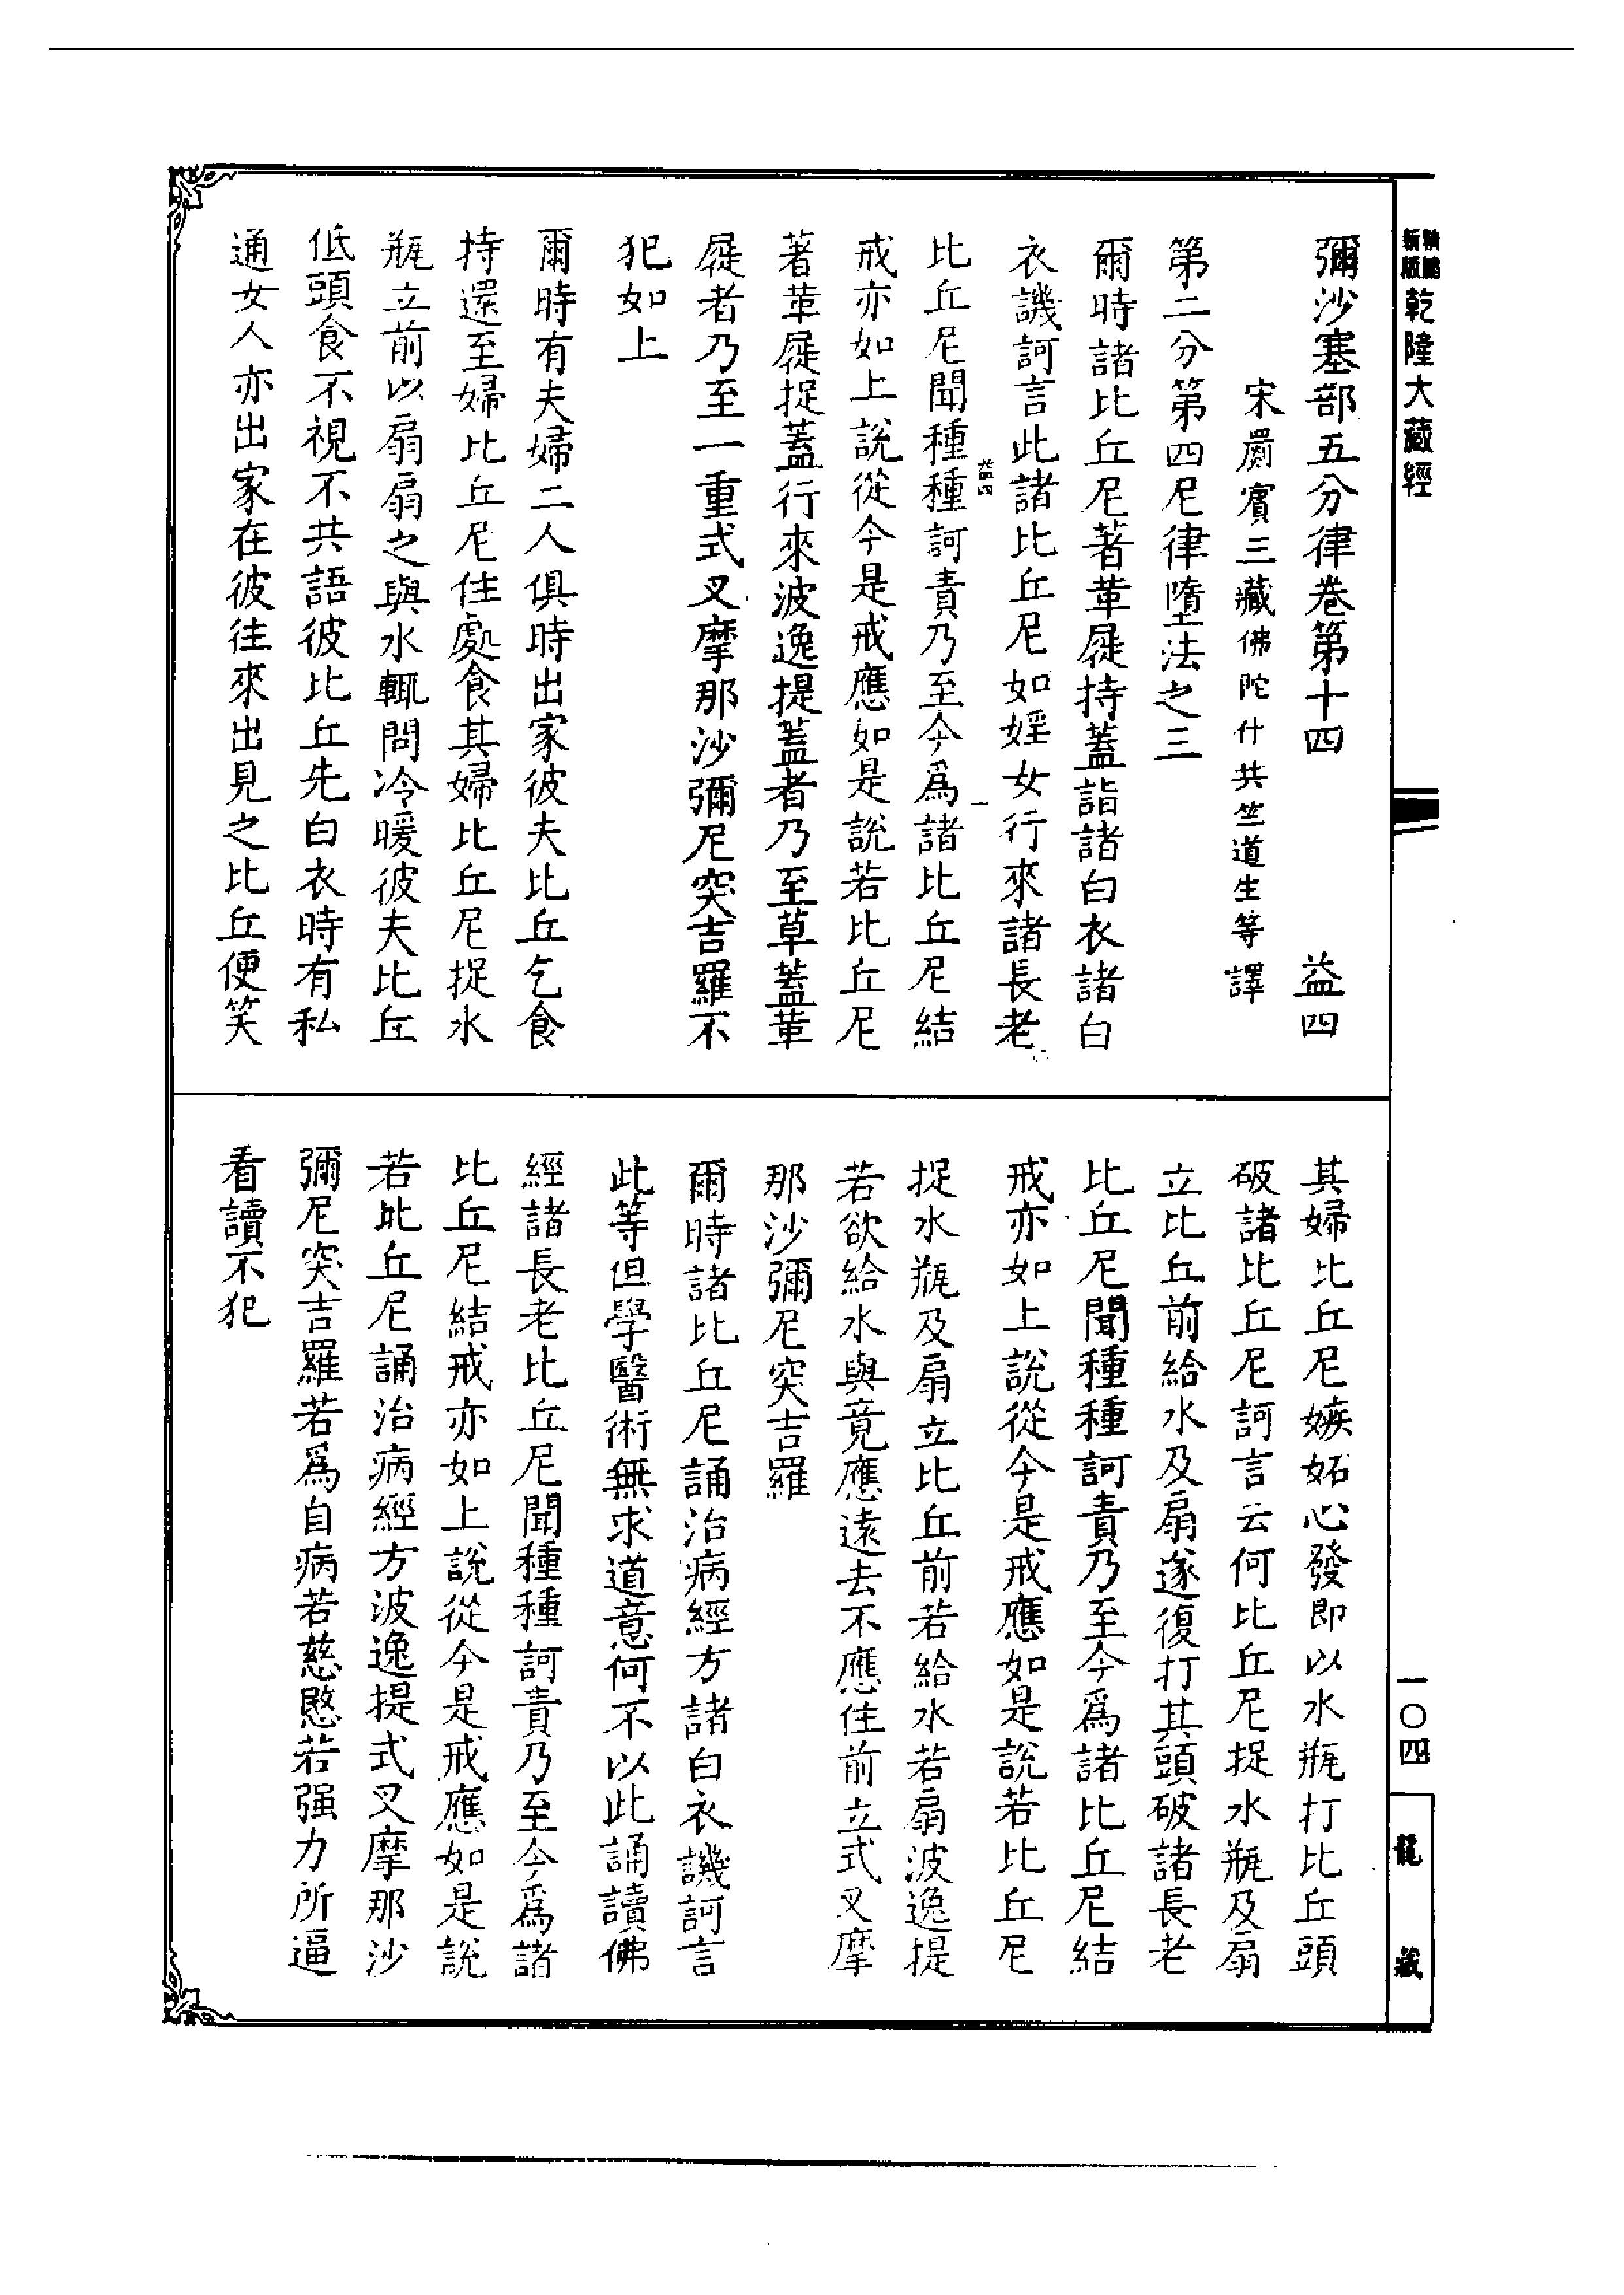 新版乾隆大藏經
彌沙塞部五分律卷第十四 益四
宋罽賓三藏佛陀什共竺道生等譯
第二分第四尼律墮法之三
爾時諸比丘尼著革屣持蓋詣諸白衣諸白
衣譏訶言此諸比丘尼如婬女行來諸長老
益四 一
比丘尼聞種種訶責乃至今爲諸比丘尼結
戒亦如上說從今是戒應如是說若比丘尼
著革屣捉蓋行來波逸提蓋者乃至草蓋革
屣者乃至一重式叉摩那沙彌尼突吉羅不
犯如上
爾時有夫婦二人俱時出家彼夫比丘乞食
持還至婦比丘尼住處食其婦比丘尼捉水
瓶立前以扇扇之與水輒問冷暖彼夫比丘
低頭食不視不共語彼比丘先白衣時有私
通女人亦出家在彼往來出見之比丘便笑
其婦比丘尼嫉妬心發即以水瓶打比丘頭
破諸比丘尼訶言云何比丘尼捉水瓶及扇
立比丘前給水及扇遂復打其頭破諸長老
比丘尼聞種種訶責乃至今爲諸比丘尼結
戒亦如上說從今是戒應如是說若比丘尼
捉水瓶及扇立比丘前若給水若扇波逸提
若欲給水與竟應遠去不應住前立式叉摩
那沙彌尼突吉羅
爾時諸比丘尼誦治病經方諸白衣譏訶言
此等但學醫術無求道意何不以此誦讀佛
經諸長老比丘尼聞種種訶責乃至今爲諸
比丘尼結戒亦如上說從今是戒應如是說
若比丘尼誦治病經方波逸提式叉摩那沙
彌尼突吉羅若爲自病若慈愍若强力所逼
看讀不犯
一〇四
龍藏